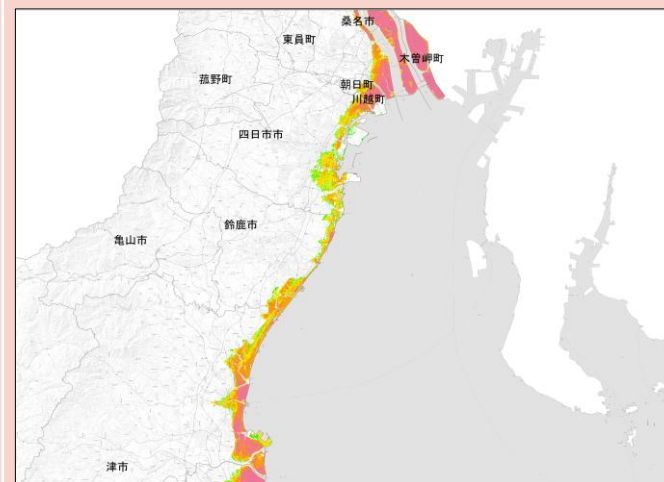 桑名市
東員町
木曽岬町
菰野町
朝日町
川越町
四日市市
鈴鹿市
亀山市
津市